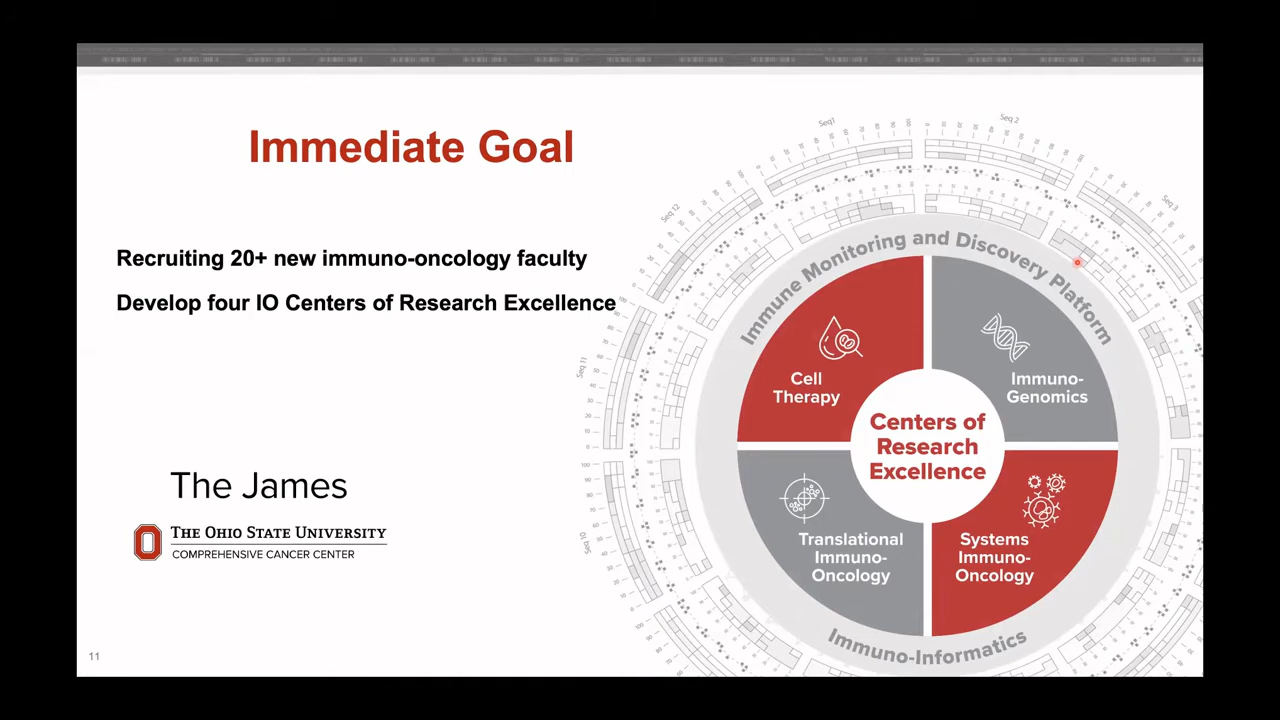 Immediate Goal
Recruiting 20+ new immuno-oncology faculty
Develop four IO Centers of Research Excellence
The James
THE OHIO STATE UNIVERSITY
COMPREHENSIVE CANCER CENTER
11
Seq1
Seq 2
Seq 3
Seq 12
Seq 11
Seq 10
Immune Monitoring and Discovery Platform
Cell
Therapy
Immuno-
Genomics
Centers of
Research
Excellence
Translational
Immuno-
Oncology
Systems
Immuno-
Oncology
Immuno-Informatics